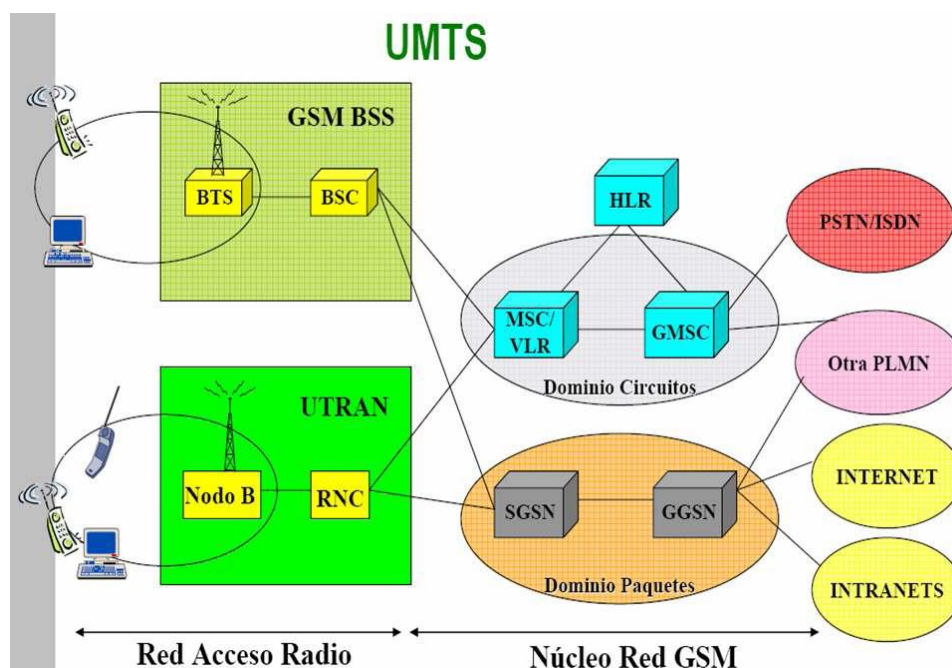 UMTS
GSM BSS
BTS
BSC
HLR
PSTN/ISDN
MSC/
VLR
GMSC
Dominio Circuitos
Otra PLMN
UTRAN
Nodo B
RNC
SGSN
GGSN
Dominio Paquetes
INTERNET
INTRANETS
Red Acceso Radio
Núcleo Red GSM